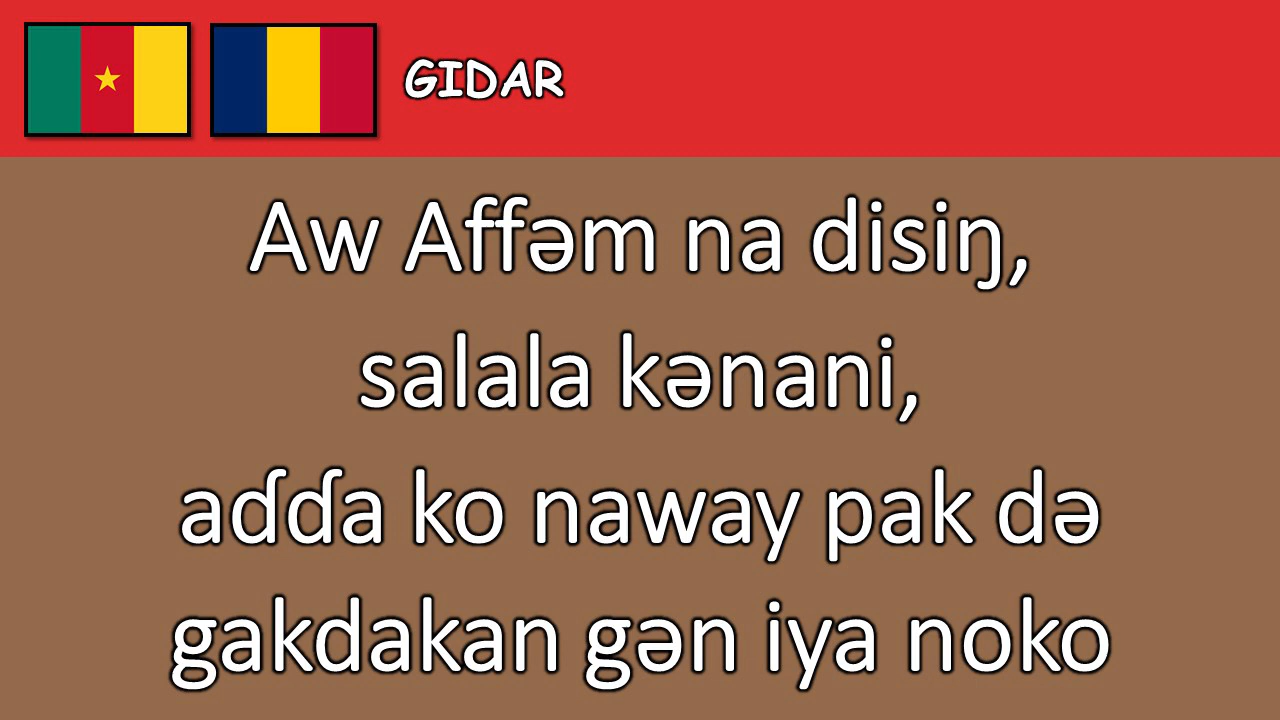 GIDAR
Aw Affəm na disiŋ,
salala kənani,
aɗɗa ko naway pak də
gakdakan gən iya noko